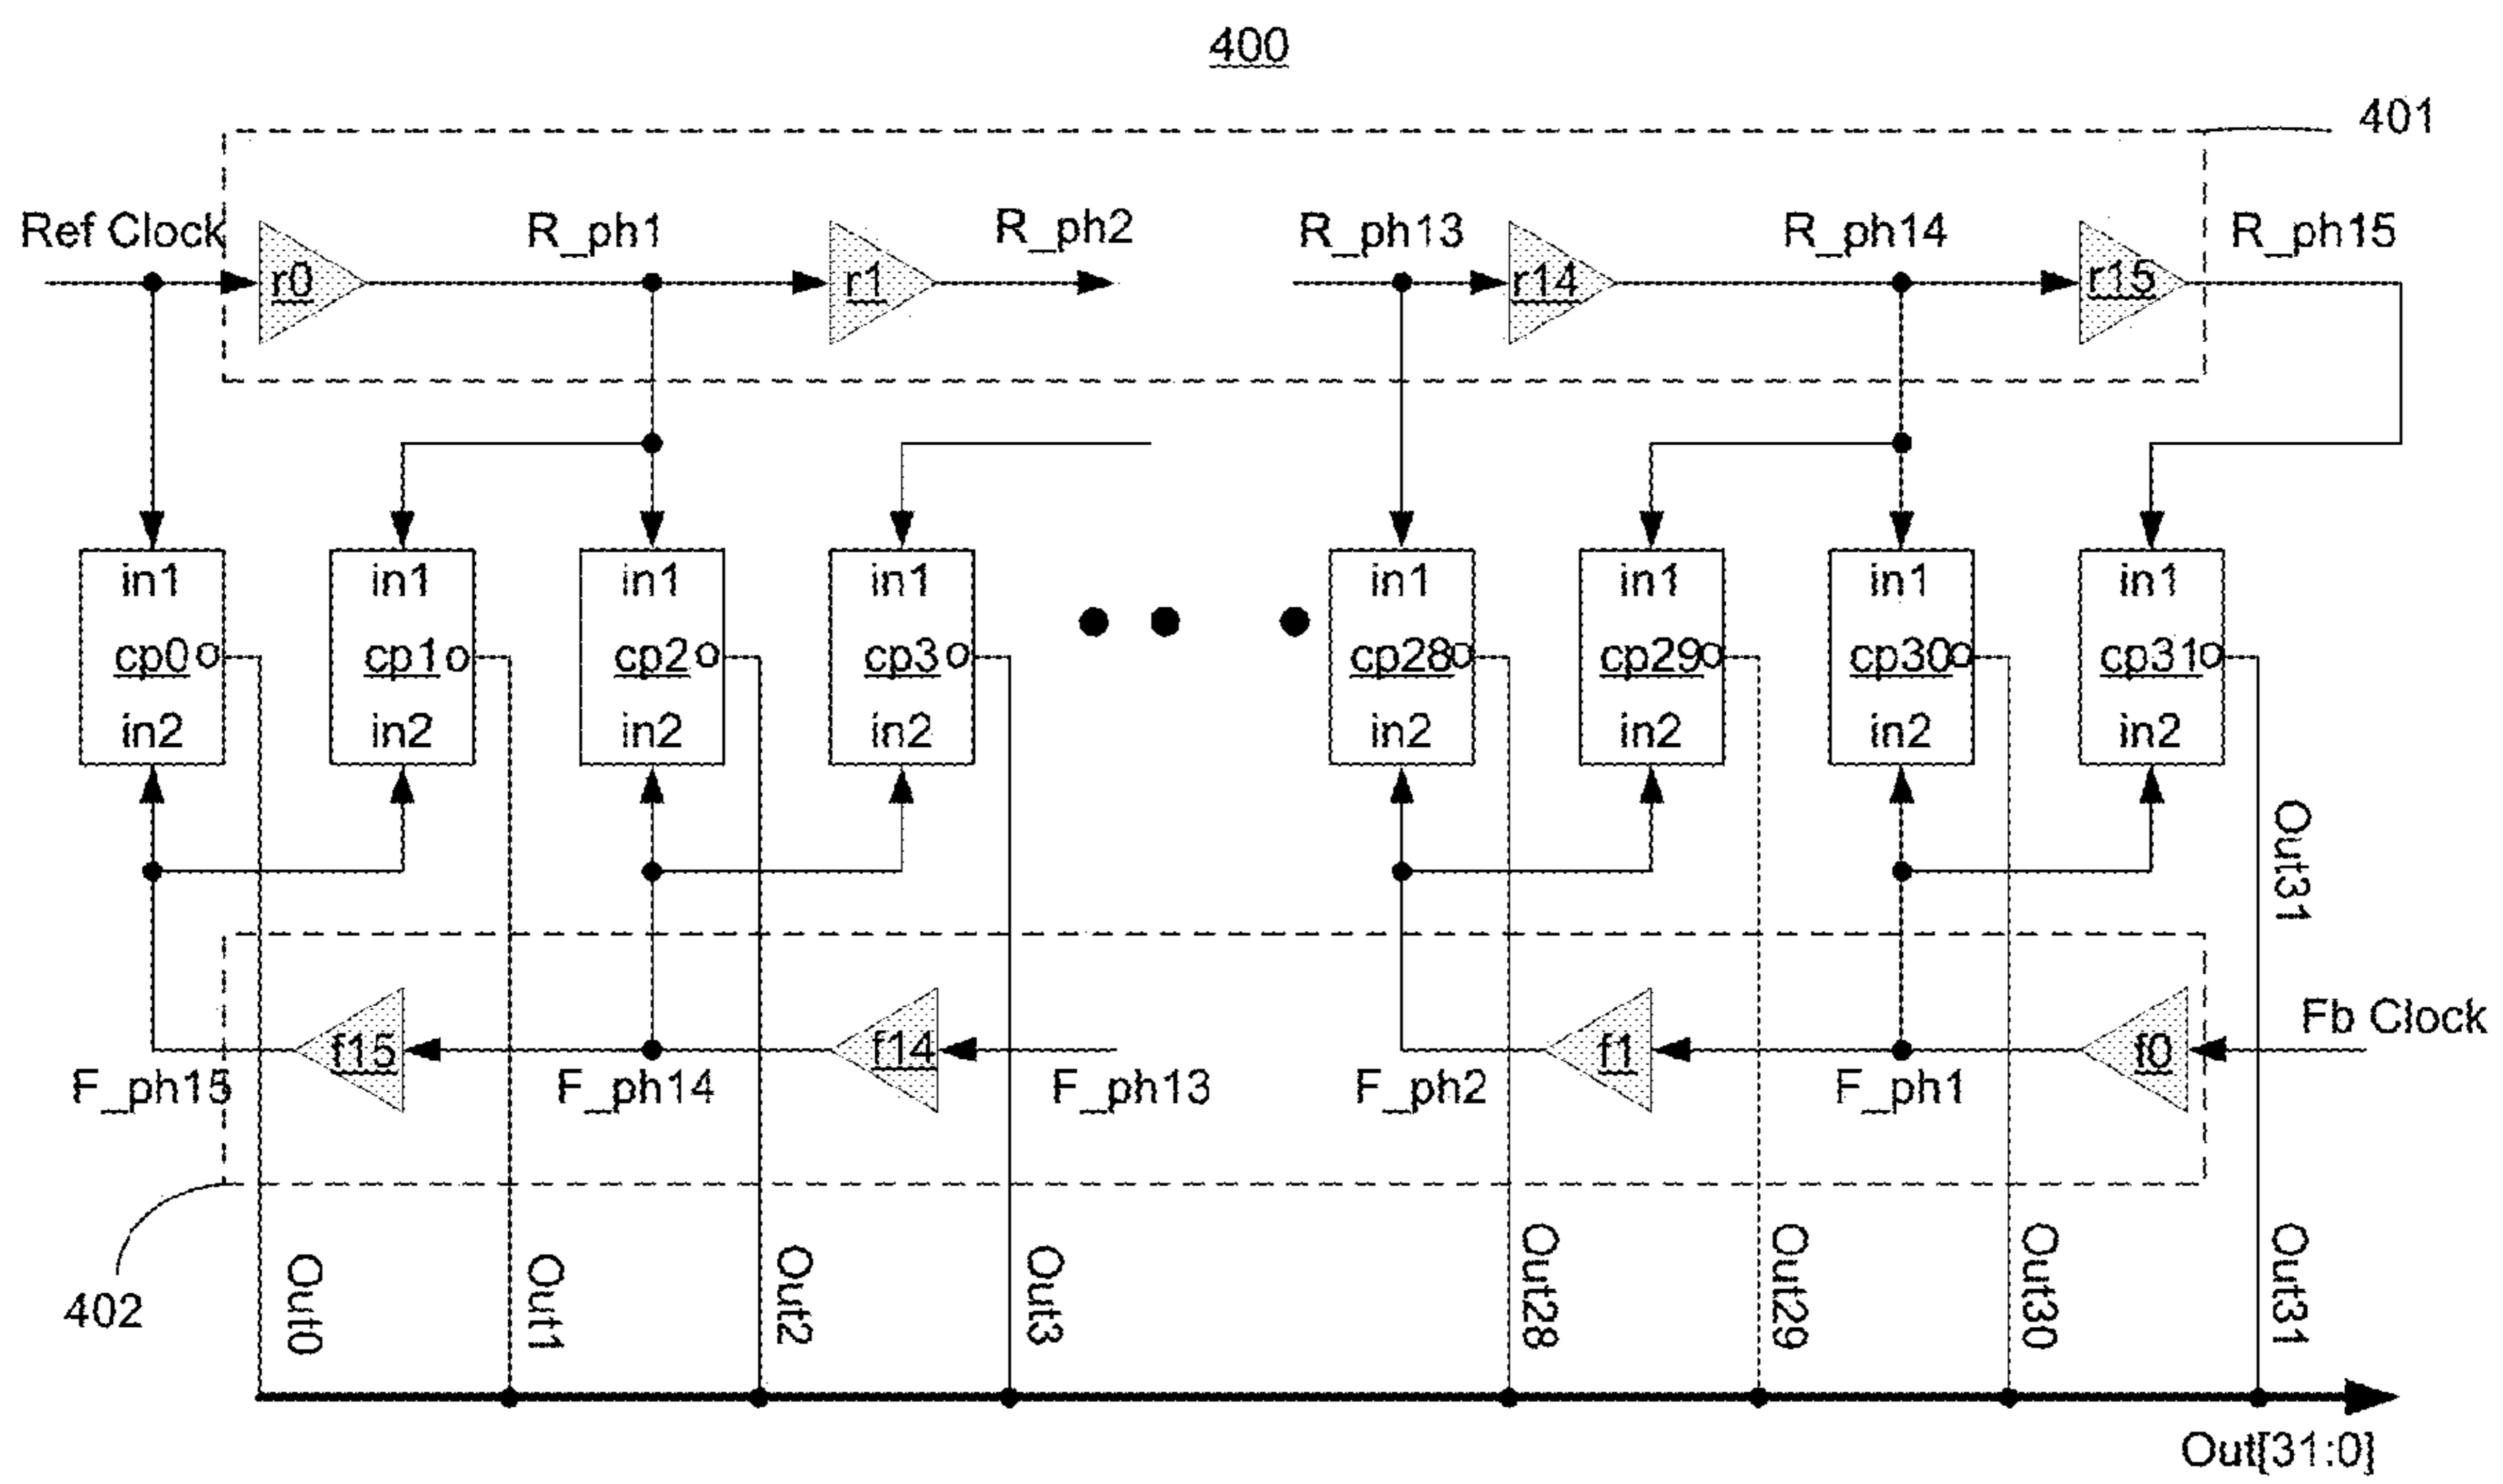 400
401
Ref Clock
R_ph1
R_ph2
R_ph13
R_ph14
R_ph15
r0
r1
r14
r15
in1
in1
in1
in1
in1
in1
in1
in1
cp0
cp1
cp2
cp3
cp28
cp29
cp30
cp31
in2
in2
in2
in2
in2
in2
in2
in2
Out31
f15
f14
f1
f0
Fb Clock
F_ph15
F_ph14
F_ph13
F_ph2
F_ph1
402
Out0
Out1
Out2
Out3
Out28
Out29
Out30
Out31
Out[31:0]